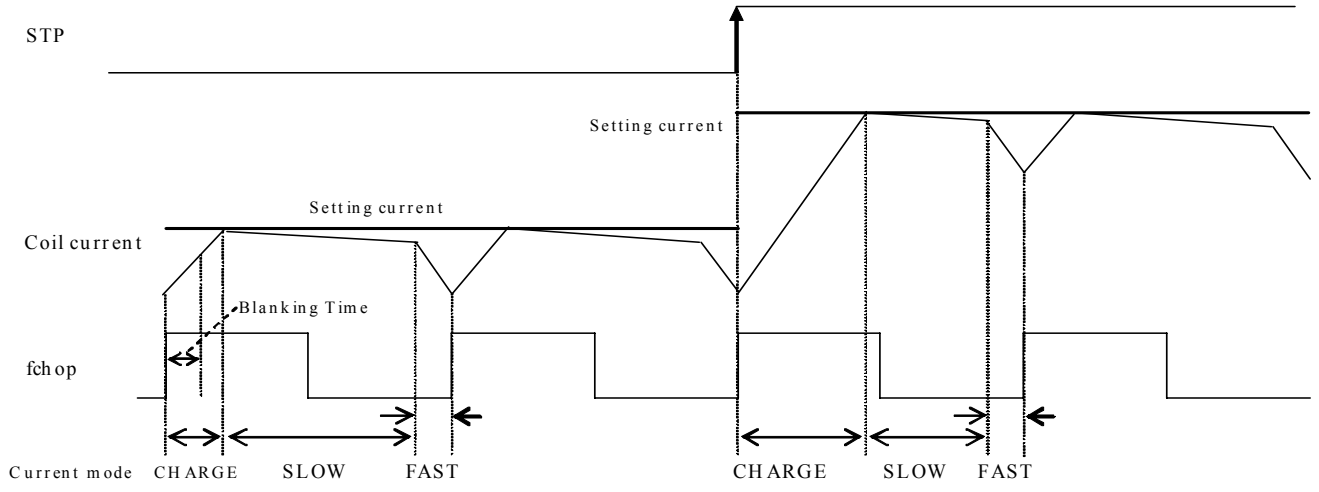 STP
Setting current
Setting current
Coil current
Blanking Time
fchop
Current mode CHARGE SLOW FAST CHARGE SLOW FAST